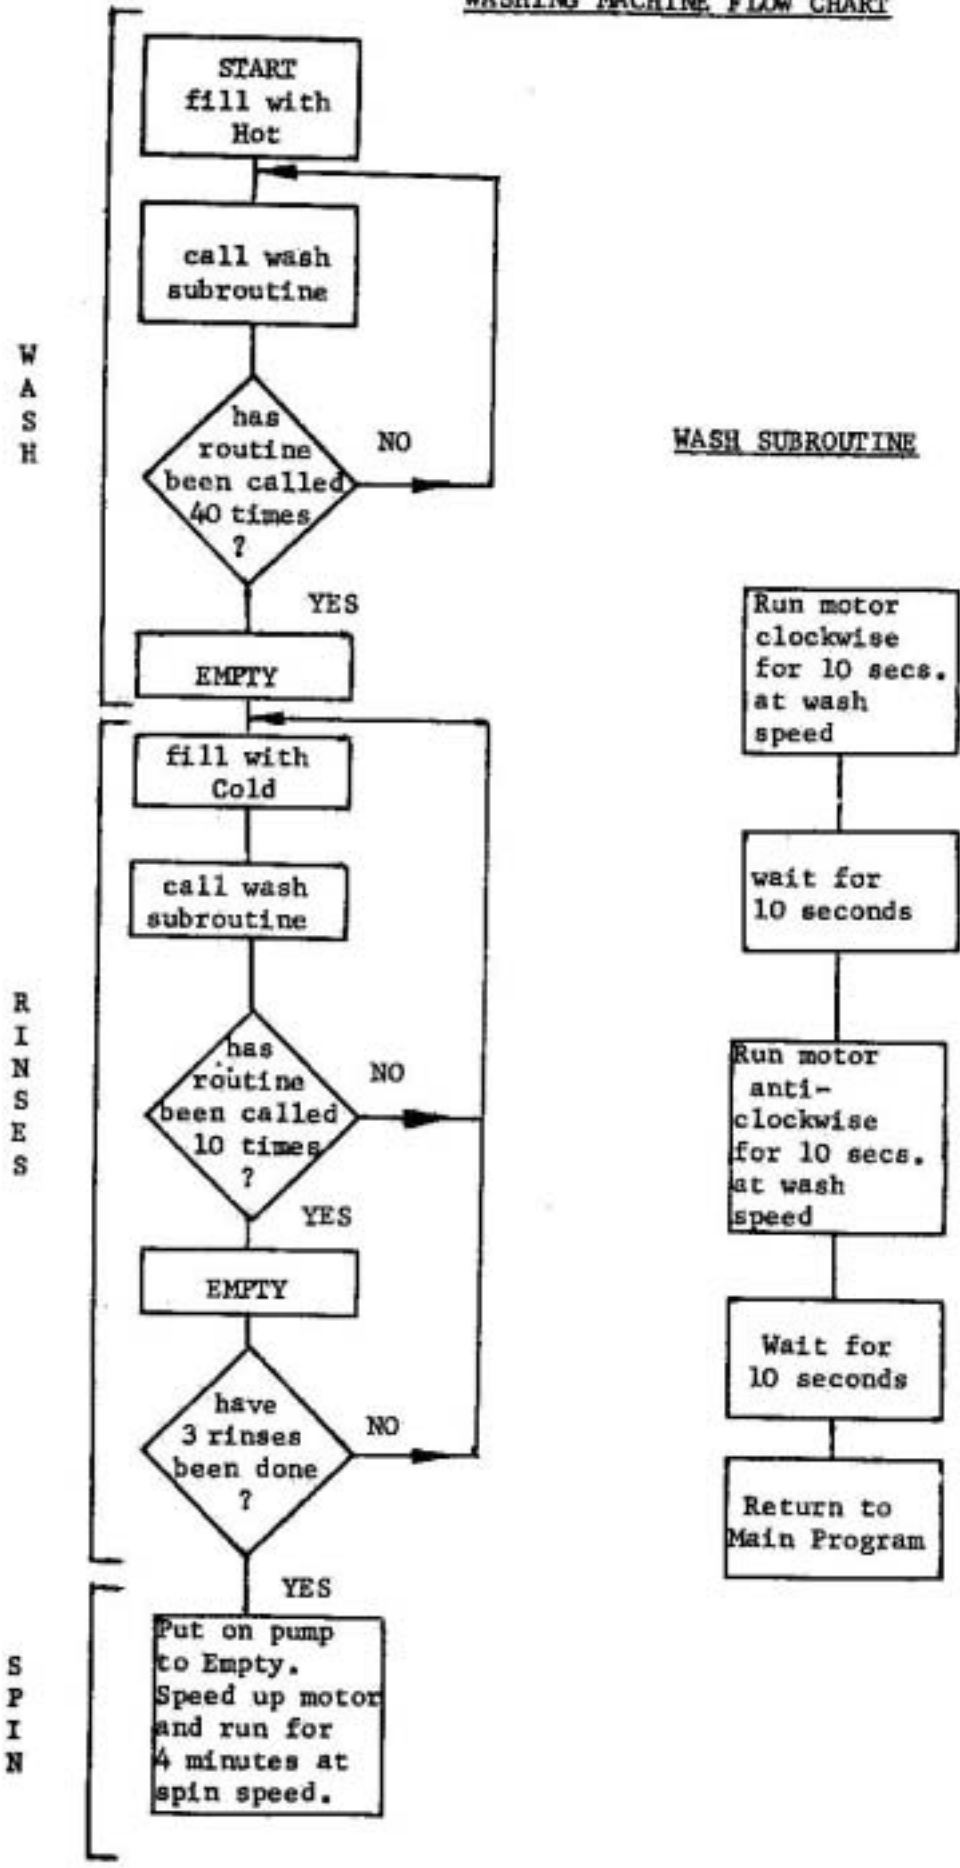 WASHING MACHINE FLOW CHART
START
fill with
Hot
call wash
subroutine
has
routine
been called
40 times
?
NO
YES
EMPTY
WASH
fill with
Cold
call wash
subroutine
has
routine
been called
10 times
?
NO
YES
EMPTY
have
3 rinses
been done
?
NO
YES
RINSES
Put on pump
to Empty.
Speed up motor
and run for
4 minutes at
spin speed.
SPIN
WASH SUBROUTINE
Run motor
clockwise
for 10 secs.
at wash
speed
wait for
10 seconds
Run motor
anti-
clockwise
for 10 secs.
at wash
speed
Wait for
10 seconds
Return to
Main Program